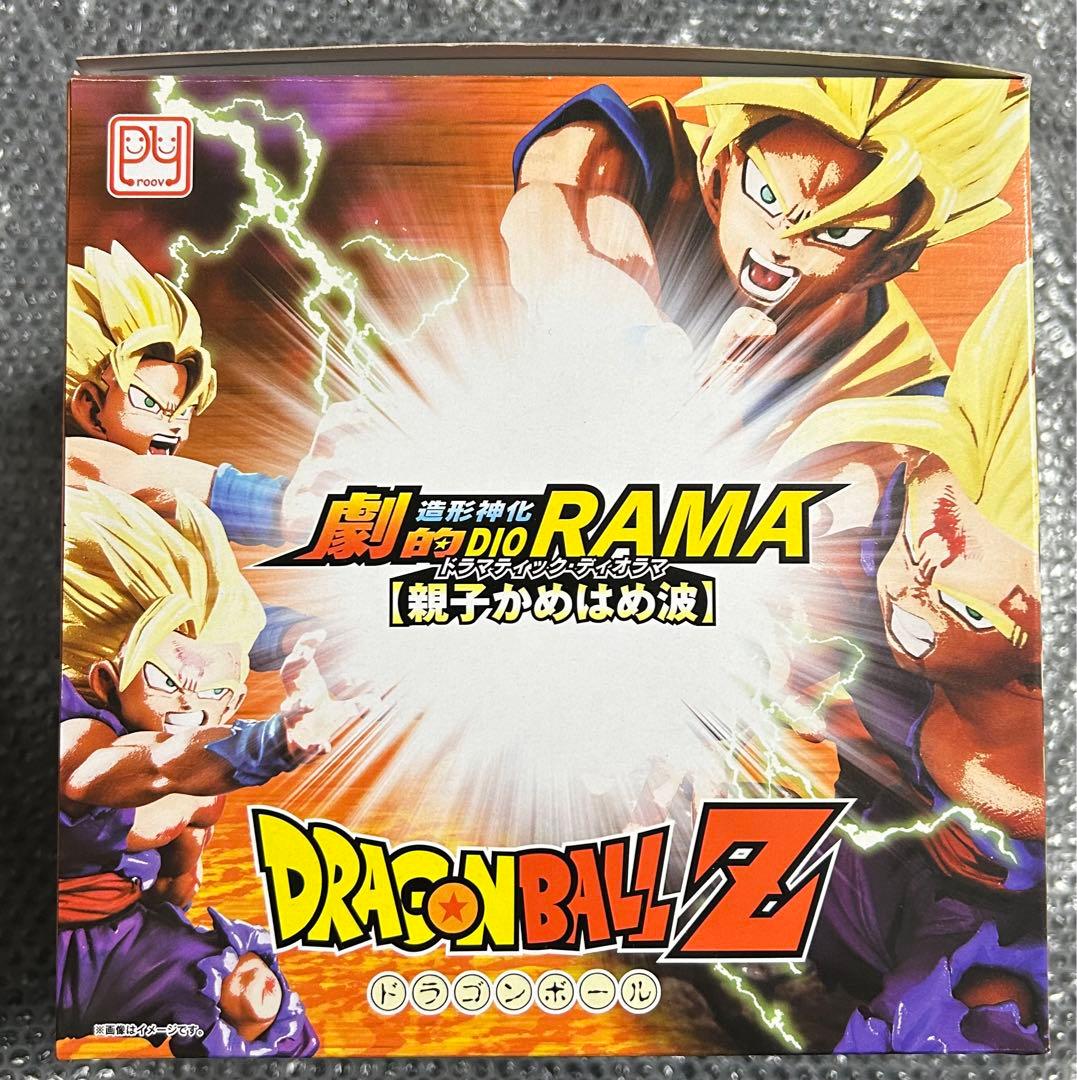 Py
roovy
造形神化
劇的DIORAMA
ドラマティック・ディオラマ
【親子かめはめ波】
DRAGONBALL Z
ドラゴンボール
※画像はイメージです。